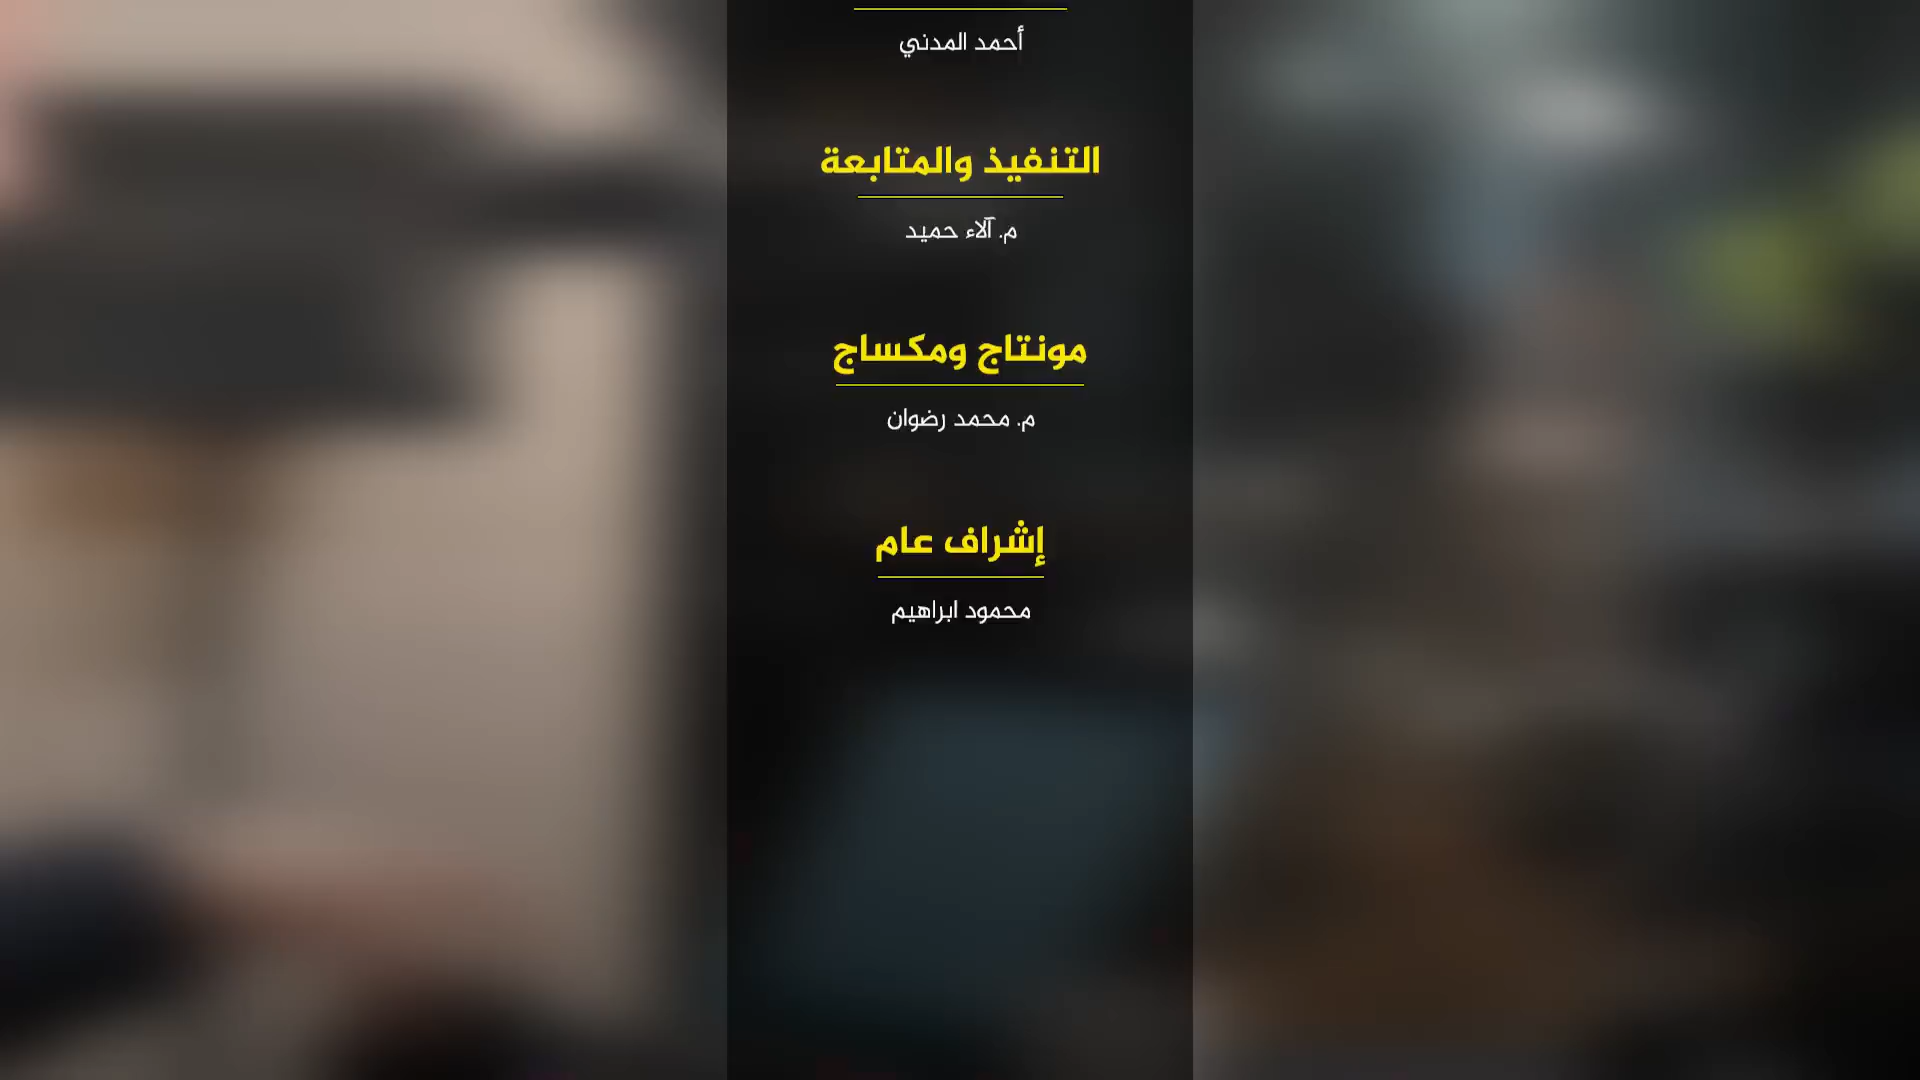 أحمد المدني
التنفيذ والمتابعة
م. آلاء حميد
مونتاج ومكساج
م. محمد رضوان
إشراف عام
محمود ابراهيم